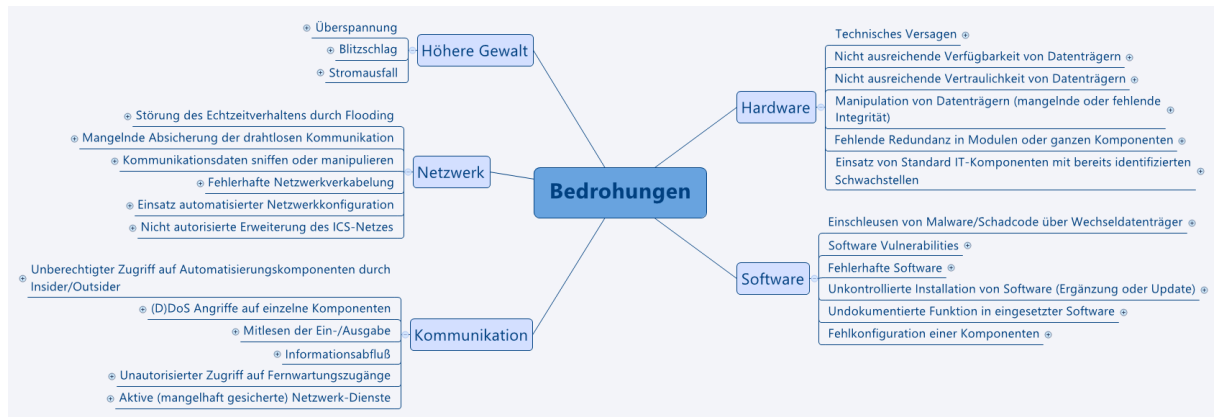 Bedrohungen
Höhere Gewalt
Überspannung
Blitzschlag
Stromausfall
Netzwerk
Störung des Echtzeitverhaltens durch Flooding
Mangelnde Absicherung der drahtlosen Kommunikation
Kommunikationsdaten sniffen oder manipulieren
Fehlerhafte Netzwerkverkabelung
Einsatz automatisierter Netzwerkkonfiguration
Nicht autorisierte Erweiterung des ICS-Netzes
Kommunikation
Unberechtigter Zugriff auf Automatisierungskomponenten durch
Insider/Outsider
(D)DoS Angriffe auf einzelne Komponenten
Mitlesen der Ein-/Ausgabe
Informationsabfluß
Unautorisierter Zugriff auf Fernwartungszugänge
Aktive (mangelhaft gesicherte) Netzwerk-Dienste
Hardware
Technisches Versagen
Nicht ausreichende Verfügbarkeit von Datenträgern
Nicht ausreichende Vertraulichkeit von Datenträgern
Manipulation von Datenträgern (mangelnde oder fehlende
Integrität)
Fehlende Redundanz in Modulen oder ganzen Komponenten
Einsatz von Standard IT-Komponenten mit bereits identifizierten
Schwachstellen
Software
Einschleusen von Malware/Schadcode über Wechseldatenträger
Software Vulnerabilities
Fehlerhafte Software
Unkontrollierte Installation von Software (Ergänzung oder Update)
Undokumentierte Funktion in eingesetzter Software
Fehlkonfiguration einer Komponenten